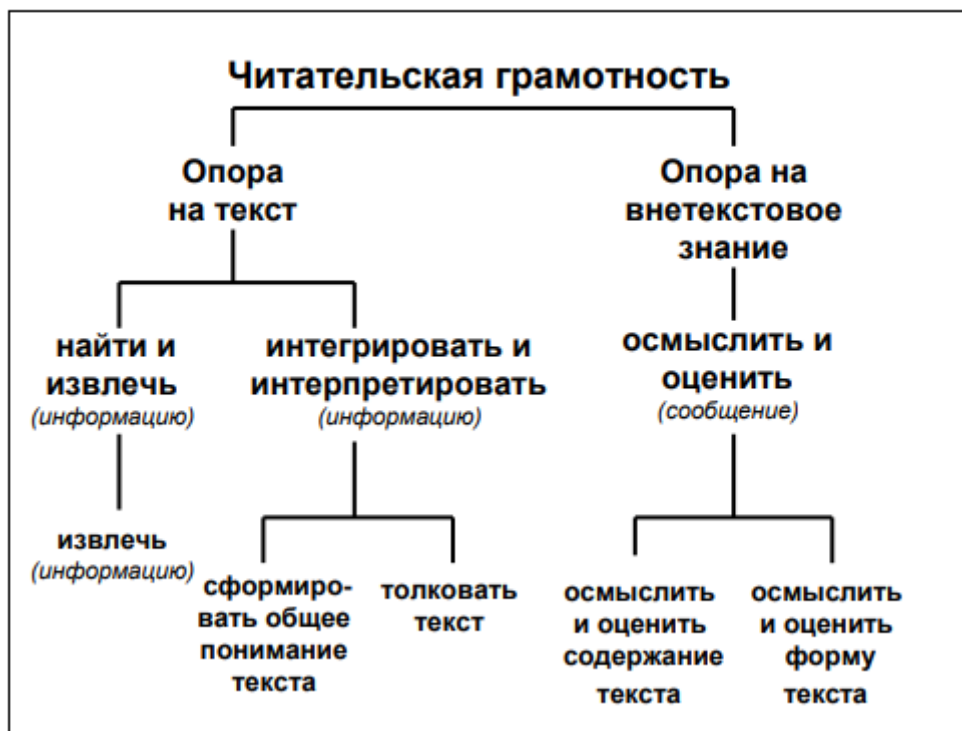 Читательская грамотность
Опора
на текст
Опора на
внетекстовое
знание
найти и
извлечь
(информацию)
интегрировать и
интерпретировать
(информацию)
осмыслить и
оценить
(сообщение)
извлечь
(информацию)
сформиро-
вать общее
понимание
текста
толковать
текст
осмыслить
и оценить
содержание
текста
осмыслить
и оценить
форму
текста